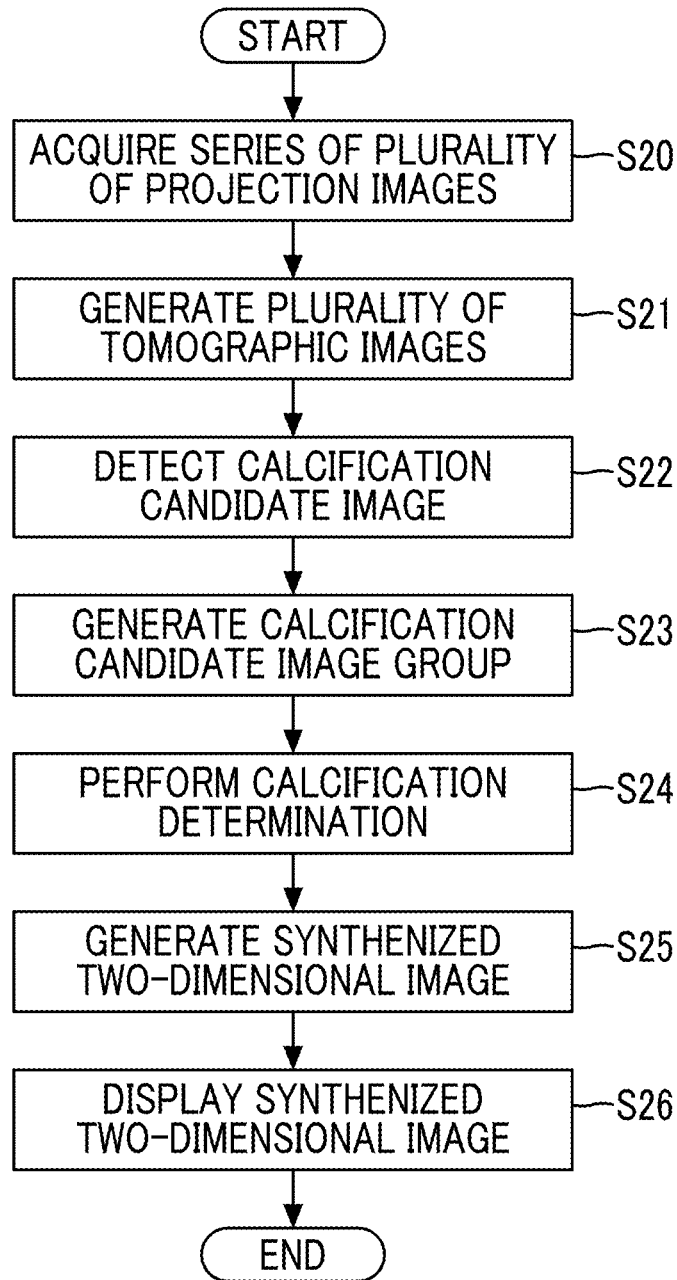 START
ACQUIRE SERIES OF PLURALITY
OF PROJECTION IMAGES
S20
GENERATE PLURALITY OF
TOMOGRAPHIC IMAGES
S21
DETECT CALCIFICATION
CANDIDATE IMAGE
S22
GENERATE CALCIFICATION
CANDIDATE IMAGE GROUP
S23
PERFORM CALCIFICATION
DETERMINATION
S24
GENERATE SYNTHENIZED
TWO-DIMENSIONAL IMAGE
S25
DISPLAY SYNTHENIZED
TWO-DIMENSIONAL IMAGE
S26
END